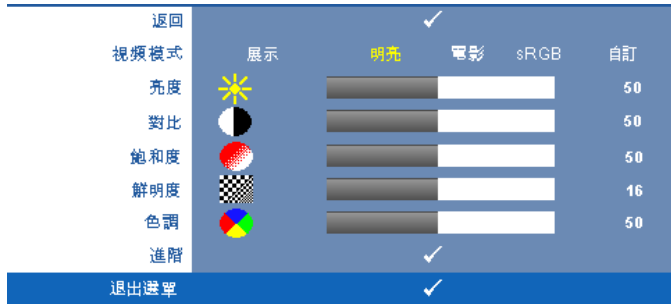 返回
視頻模式 展示 明亮 電影 sRGB 自訂
亮度 50
對比 50
飽和度 50
鮮明度 16
色調 50
進階
退出選單